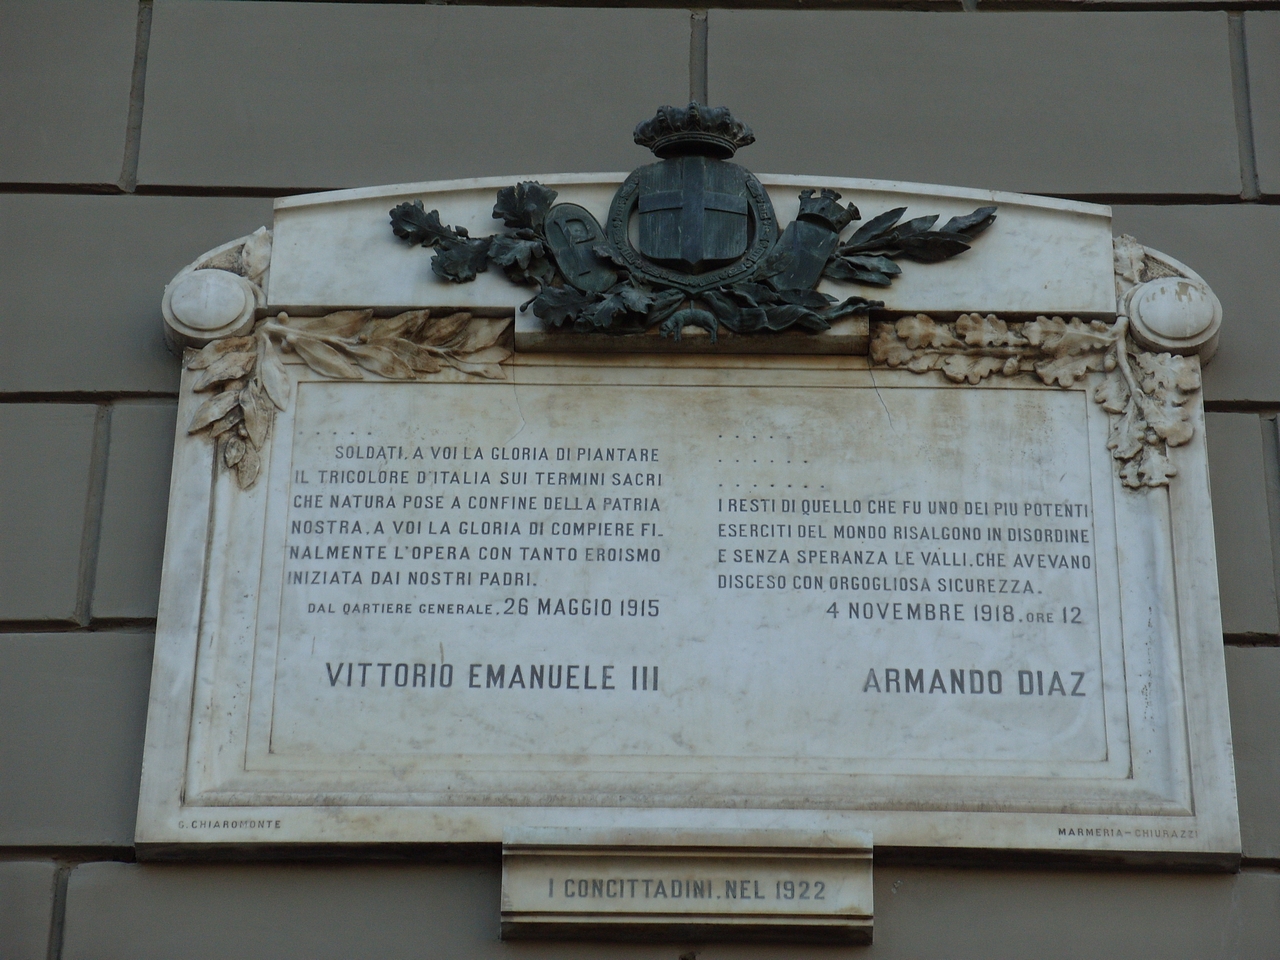 . . . . . .
SOLDATI. A VOI LA GLORIA DI PIANTARE
IL TRICOLORE D'ITALIA SUI TERMINI SACRI
CHE NATURA POSE A CONFINE DELLA PATRIA
NOSTRA. A VOI LA GLORIA DI COMPIERE FI-
NALMENTE L'OPERA CON TANTO EROISMO
INIZIATA DAI NOSTRI PADRI.
DAL QARTIERE GENERALE. 26 MAGGIO 1915
VITTORIO EMANUELE III
. . . . . .
. . . . . . .
. . . . . . . .
I RESTI DI QUELLO CHE FU UNO DEI PIU POTENTI
ESERCITI DEL MONDO RISALGONO IN DISORDINE
E SENZA SPERANZA LE VALLI. CHE AVEVANO
DISCESO CON ORGOGLIOSA SICUREZZA.
4 NOVEMBRE 1918. ORE 12
ARMANDO DIAZ
G. CHIAROMONTE
MARMERIA-CHIURAZZI
I CONCITTADINI. NEL 1922